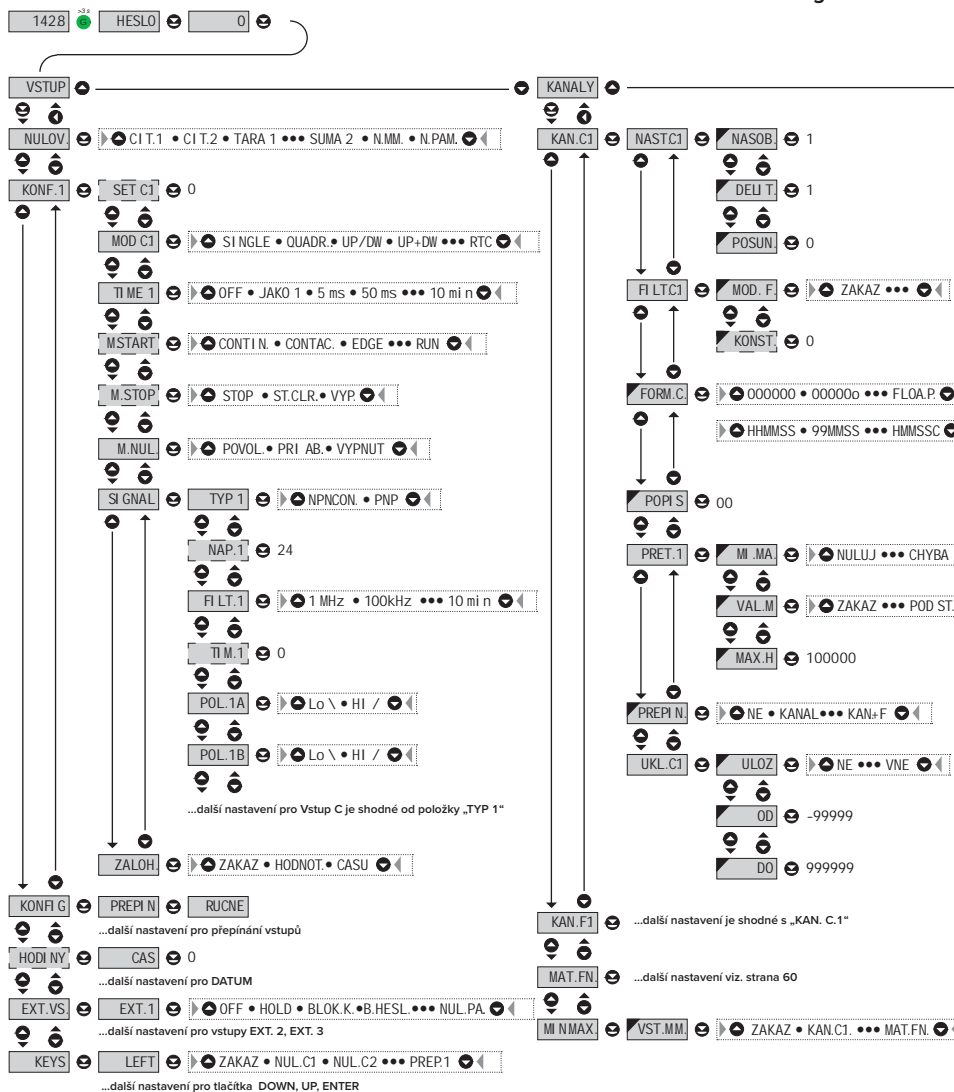 1428 >3 s G HESLO 0
VSTUP
NULOV. CIT.1 • CIT.2 • TARA 1 ••• SUMA 2 • N.MM. • N.PAM.
KONF.1 SET C1 0
MOD C1 SINGLE • QUADR. • UP/DW • UP+DW ••• RTC
TIME 1 OFF • JAKO 1 • 5 ms • 50 ms ••• 10 min
MSTART CONTIN. • CONTAC. • EDGE ••• RUN
M.STOP STOP • ST.CLR. • VYP.
M.NUL. POVOL. • PRI AB. • VYPNUT
SIGNAL TYP 1 NPNCON. • PNP
NAP.1 24
FILT.1 1 MHz • 100kHz ••• 10 min
TIM.1 0
POL.1A Lo \ • HI /
POL.1B Lo \ • HI /
...další nastavení pro Vstup C je shodné od položky „TYP 1“
ZALOH. ZAKAZ • HODNOT. • CASU
KONFIG PREPIN RUCNE
...další nastavení pro přepínání vstupů
HODINY CAS 0
...další nastavení pro DATUM
EXT.VS. EXT.1 OFF • HOLD • BLOK.K. •B.HESL.••• NUL.PA.
...další nastavení pro vstupy EXT. 2, EXT. 3
KEYS LEFT ZAKAZ • NUL.C1 • NUL.C2 ••• PREP.1
...další nastavení pro tlačítka DOWN, UP, ENTER
KANALY
KAN.C1 NAST.C1 NASOB. 1
DELIT. 1
POSUN. 0
FILT.C1 MOD. F. ZAKAZ •••
KONST. 0
FORM.C. 000000 • 00000o ••• FLOA.P.
HHMMSS • 99MMSS ••• HMMSSC
POPIS 00
PRET.1 MI.MA. NULUJ ••• CHYBA
VAL.M ZAKAZ ••• POD ST.
MAX.H 100000
PREPIN. NE • KANAL••• KAN+F
UKL.C1 ULOZ NE ••• VNE
OD -99999
DO 999999
KAN.F1 ...další nastavení je shodné s „KAN. C.1“
MAT.FN. ...další nastavení viz. strana 60
MINMAX. VST.MM. ZAKAZ • KAN.C1. ••• MAT.FN.